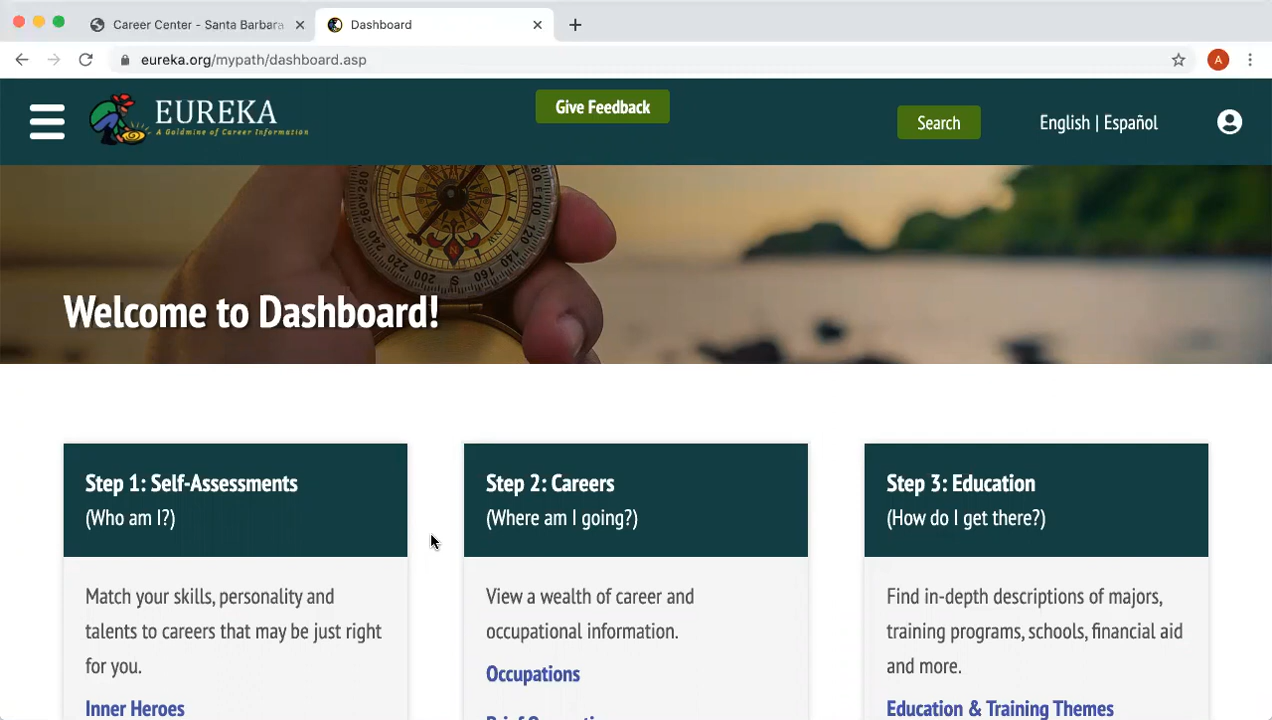 Career Center - Santa Barbara
Dashboard
eureka.org/mypath/dashboard.asp
A
EUREKA
A Goldmine of Career Information
Give Feedback
Search
English | Español
Welcome to Dashboard!
Step 1: Self-Assessments
(Who am I?)
Match your skills, personality and
talents to careers that may be just right
for you.
Inner Heroes
Step 2: Careers
(Where am I going?)
View a wealth of career and
occupational information.
Occupations
Step 3: Education
(How do I get there?)
Find in-depth descriptions of majors,
training programs, schools, financial aid
and more.
Education & Training Themes